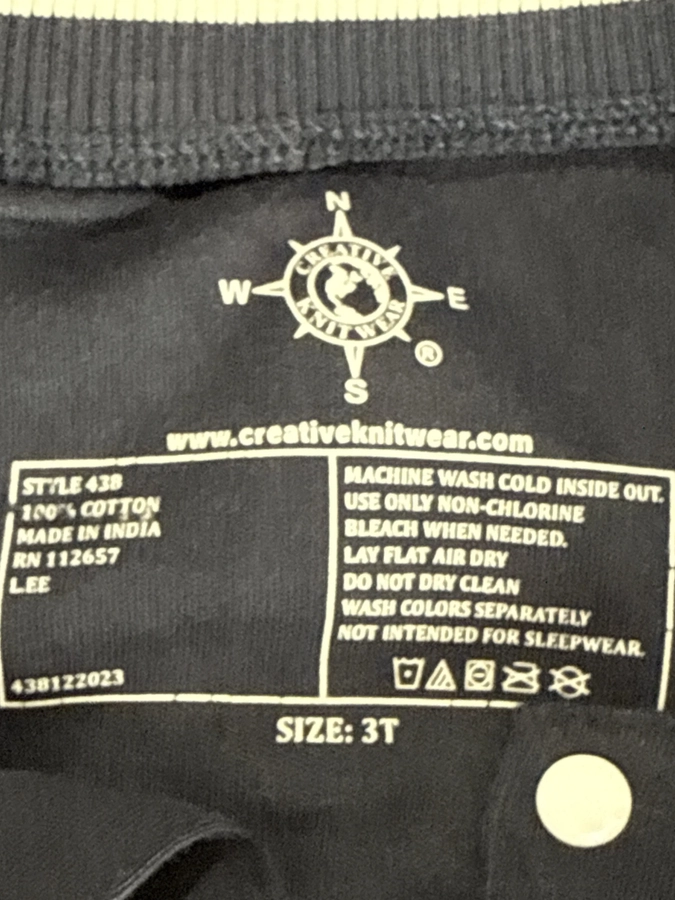 N
CREATIVE
W E
KNITWEAR
®
S
www.creativeknitwear.com
STYLE 438
100% COTTON
MADE IN INDIA
RN 112657
LEE
438122023
MACHINE WASH COLD INSIDE OUT.
USE ONLY NON-CHLORINE
BLEACH WHEN NEEDED.
LAY FLAT AIR DRY
DO NOT DRY CLEAN
WASH COLORS SEPARATELY
NOT INTENDED FOR SLEEPWEAR.
SIZE: 3T